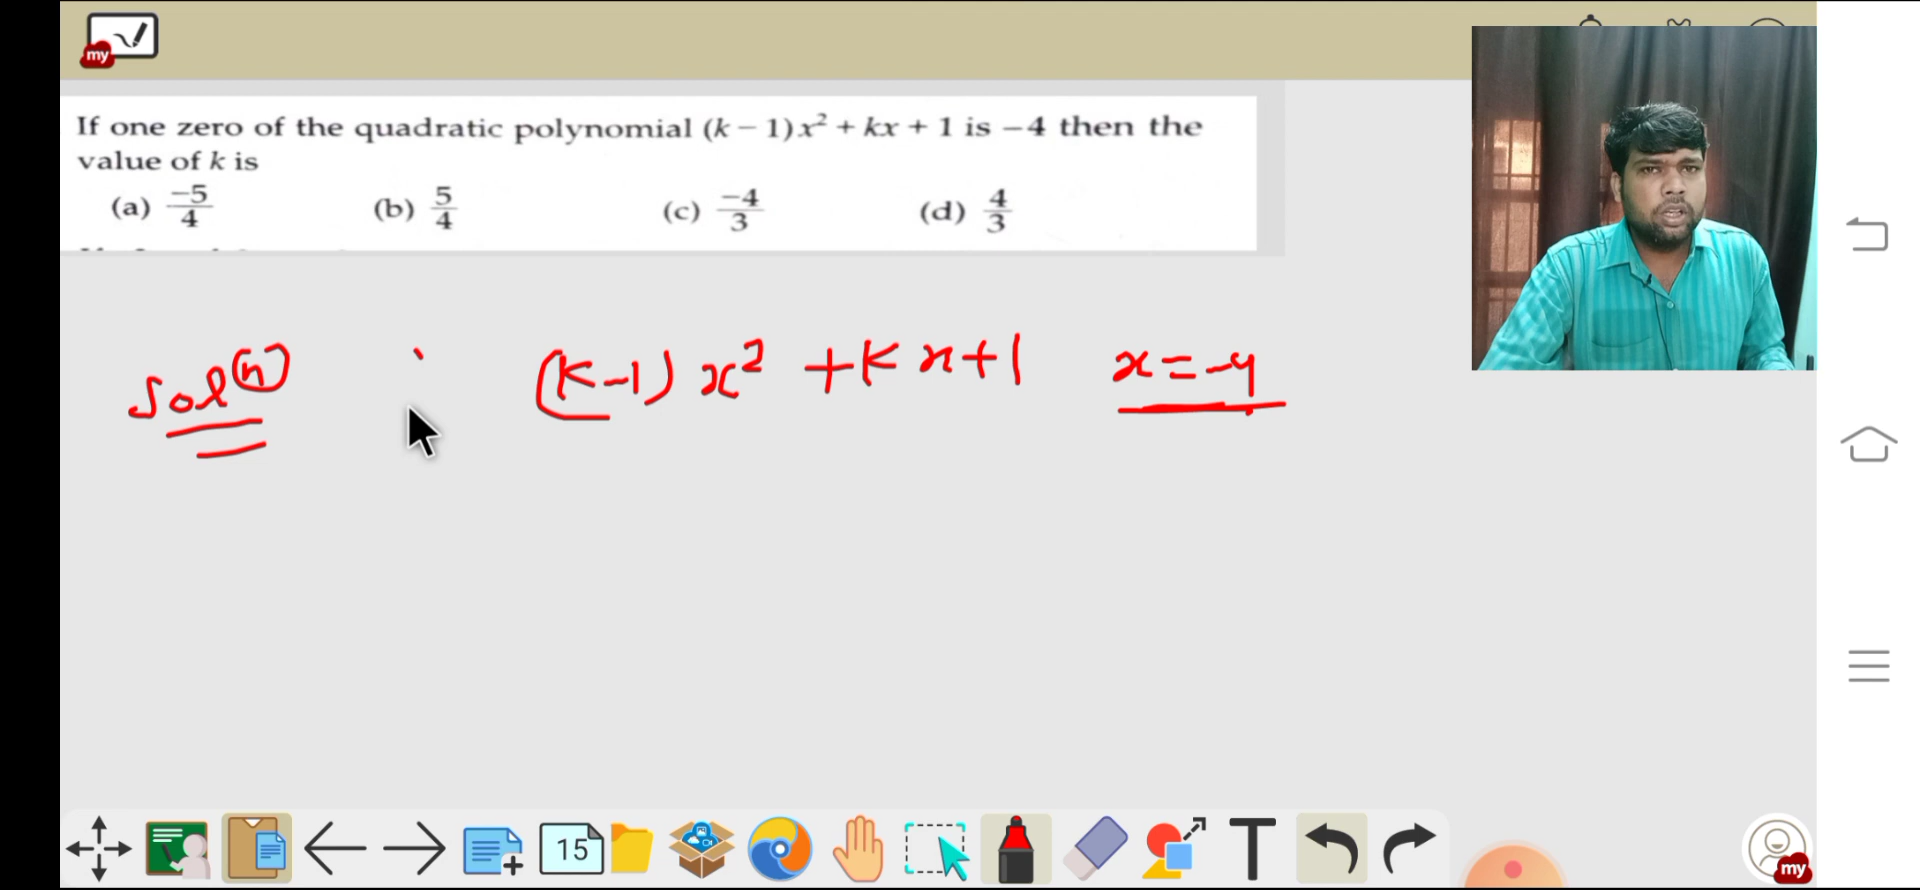 my
If one zero of the quadratic polynomial (k − 1)x² + kx + 1 is −4 then the
value of k is
(a) −5/4 (b) 5/4 (c) −4/3 (d) 4/3
Sol(n) : (k-1) x² + k x + 1 x = -4
15 T
my